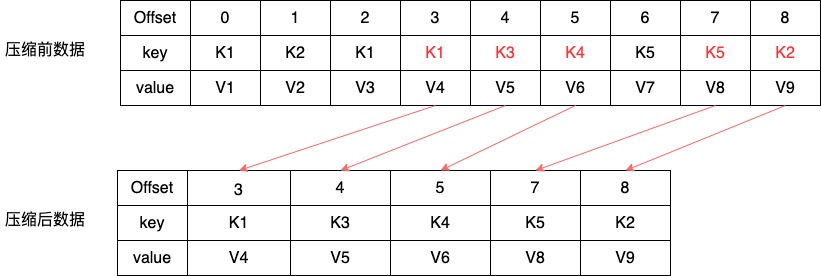 Offset 0 1 2 3 4 5 6 7 8
压缩前数据 key K1 K2 K1 K1 K3 K4 K5 K5 K2
value V1 V2 V3 V4 V5 V6 V7 V8 V9
Offset 3 4 5 7 8
压缩后数据 key K1 K3 K4 K5 K2
value V4 V5 V6 V8 V9